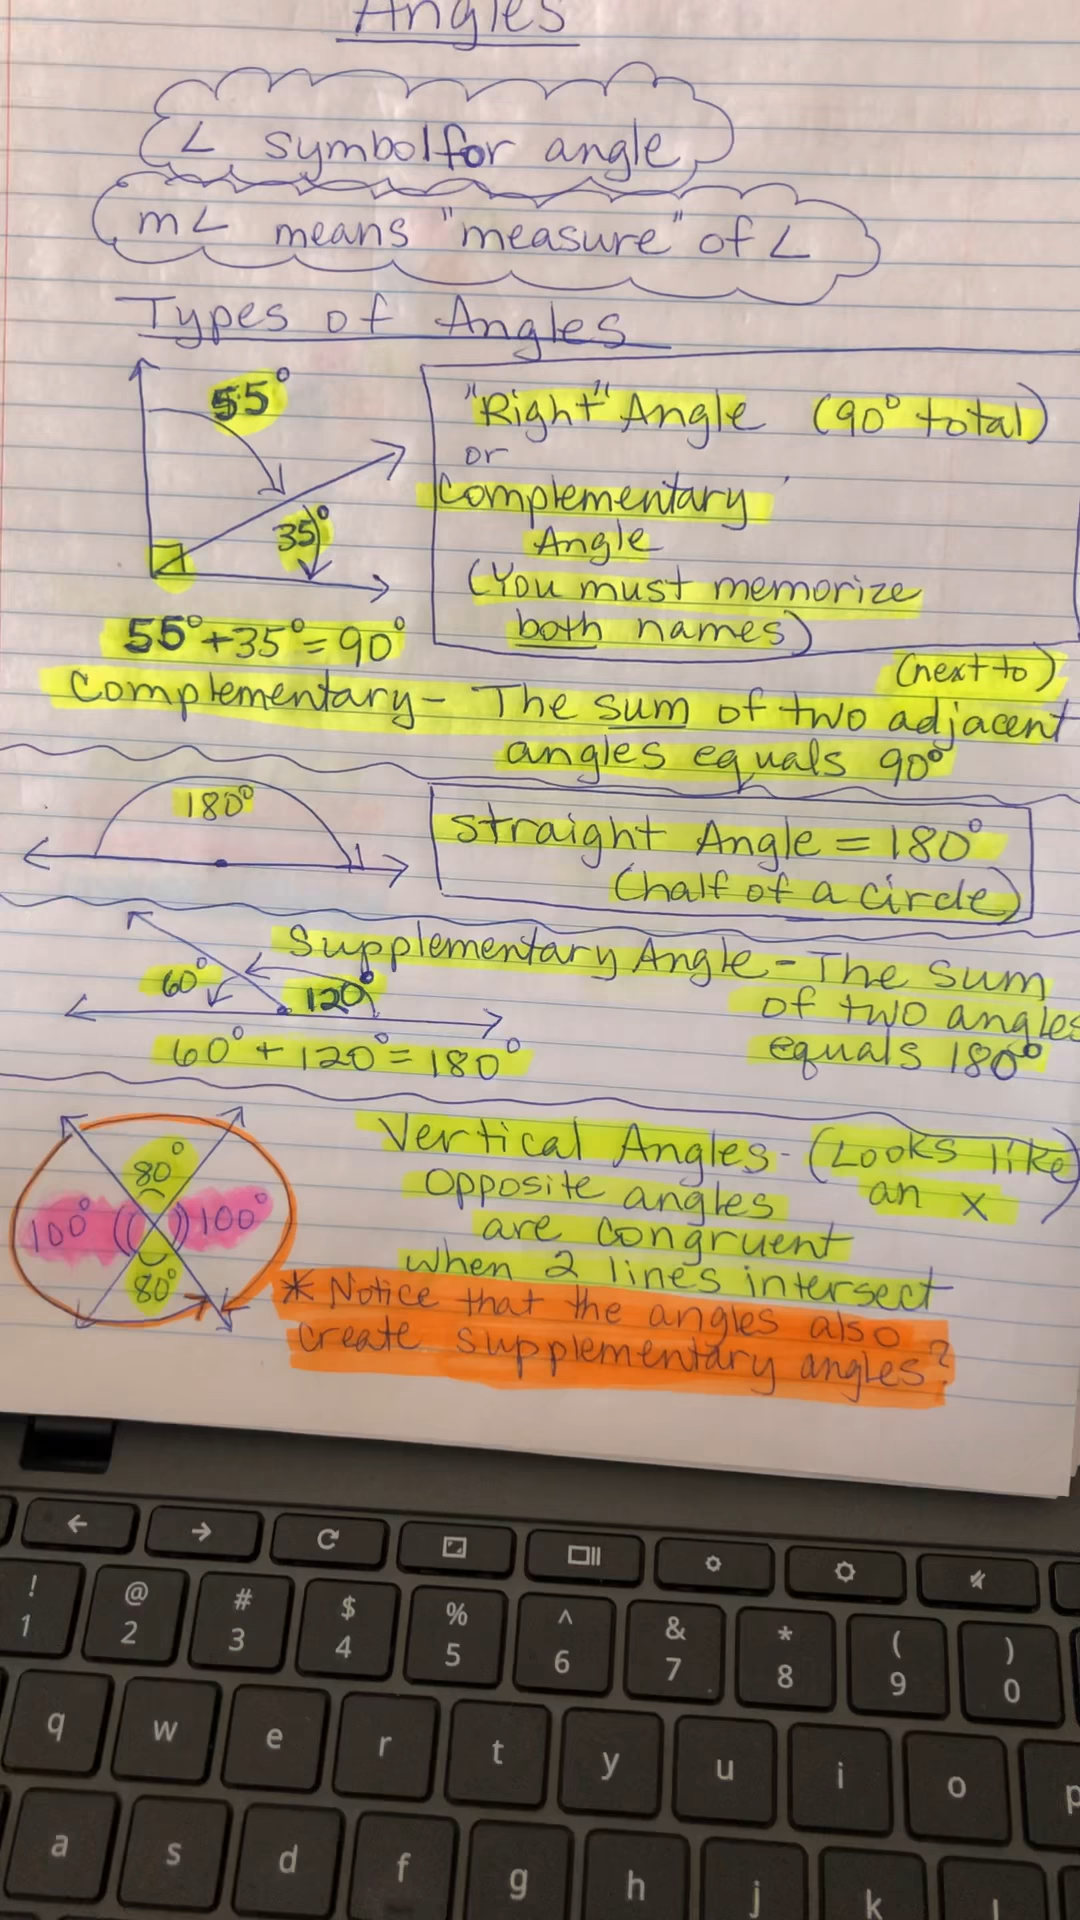 Angles
∠ symbol for angle
m∠ means "measure" of ∠
Types of Angles
55°
35°
55°+35°=90°
"Right" Angle (90° total)
or
Complementary
Angle
(You must memorize
both names)
(next to)
Complementary- The sum of two adjacent
angles equals 90°
180°
straight Angle = 180°
(half of a circle)
Supplementary Angle - The sum
of two angles
equals 180°
60°
120°
60° + 120° = 180°
Vertical Angles - (Looks like
an x)
opposite angles
are congruent
when 2 lines intersect
80°
100°
100°
80°
* Notice that the angles also
create supplementary angles?
← → C
! @ # $ % ^ & * ( )
1 2 3 4 5 6 7 8 9 0
q w e r t y u i o p
a s d f g h j k l